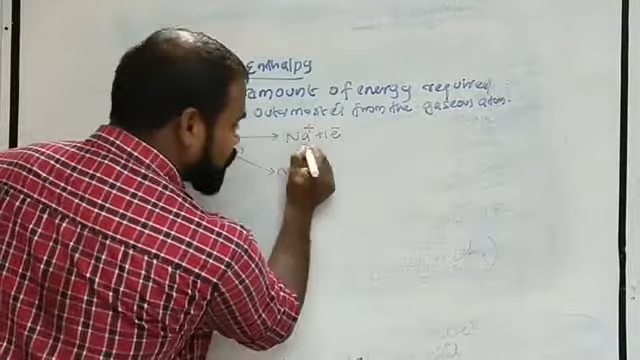 Enthalpy
amount of energy required
outermost e⁻ from the gaseous atom.
→ Na⁺ + 1e⁻